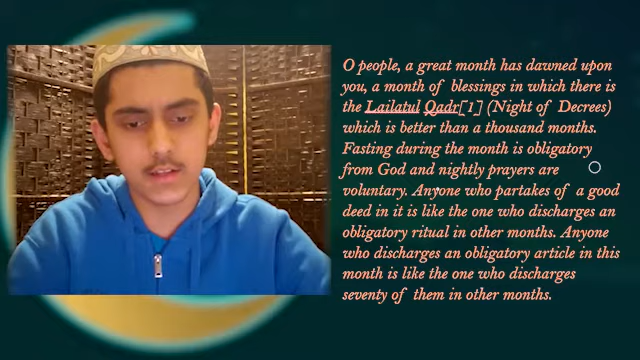 O people, a great month has dawned upon
you, a month of blessings in which there is
the Lailatul Qadr[1] (Night of Decrees)
which is better than a thousand months.
Fasting during the month is obligatory
from God and nightly prayers are
voluntary. Anyone who partakes of a good
deed in it is like the one who discharges an
obligatory ritual in other months. Anyone
who discharges an obligatory article in this
month is like the one who discharges
seventy of them in other months.